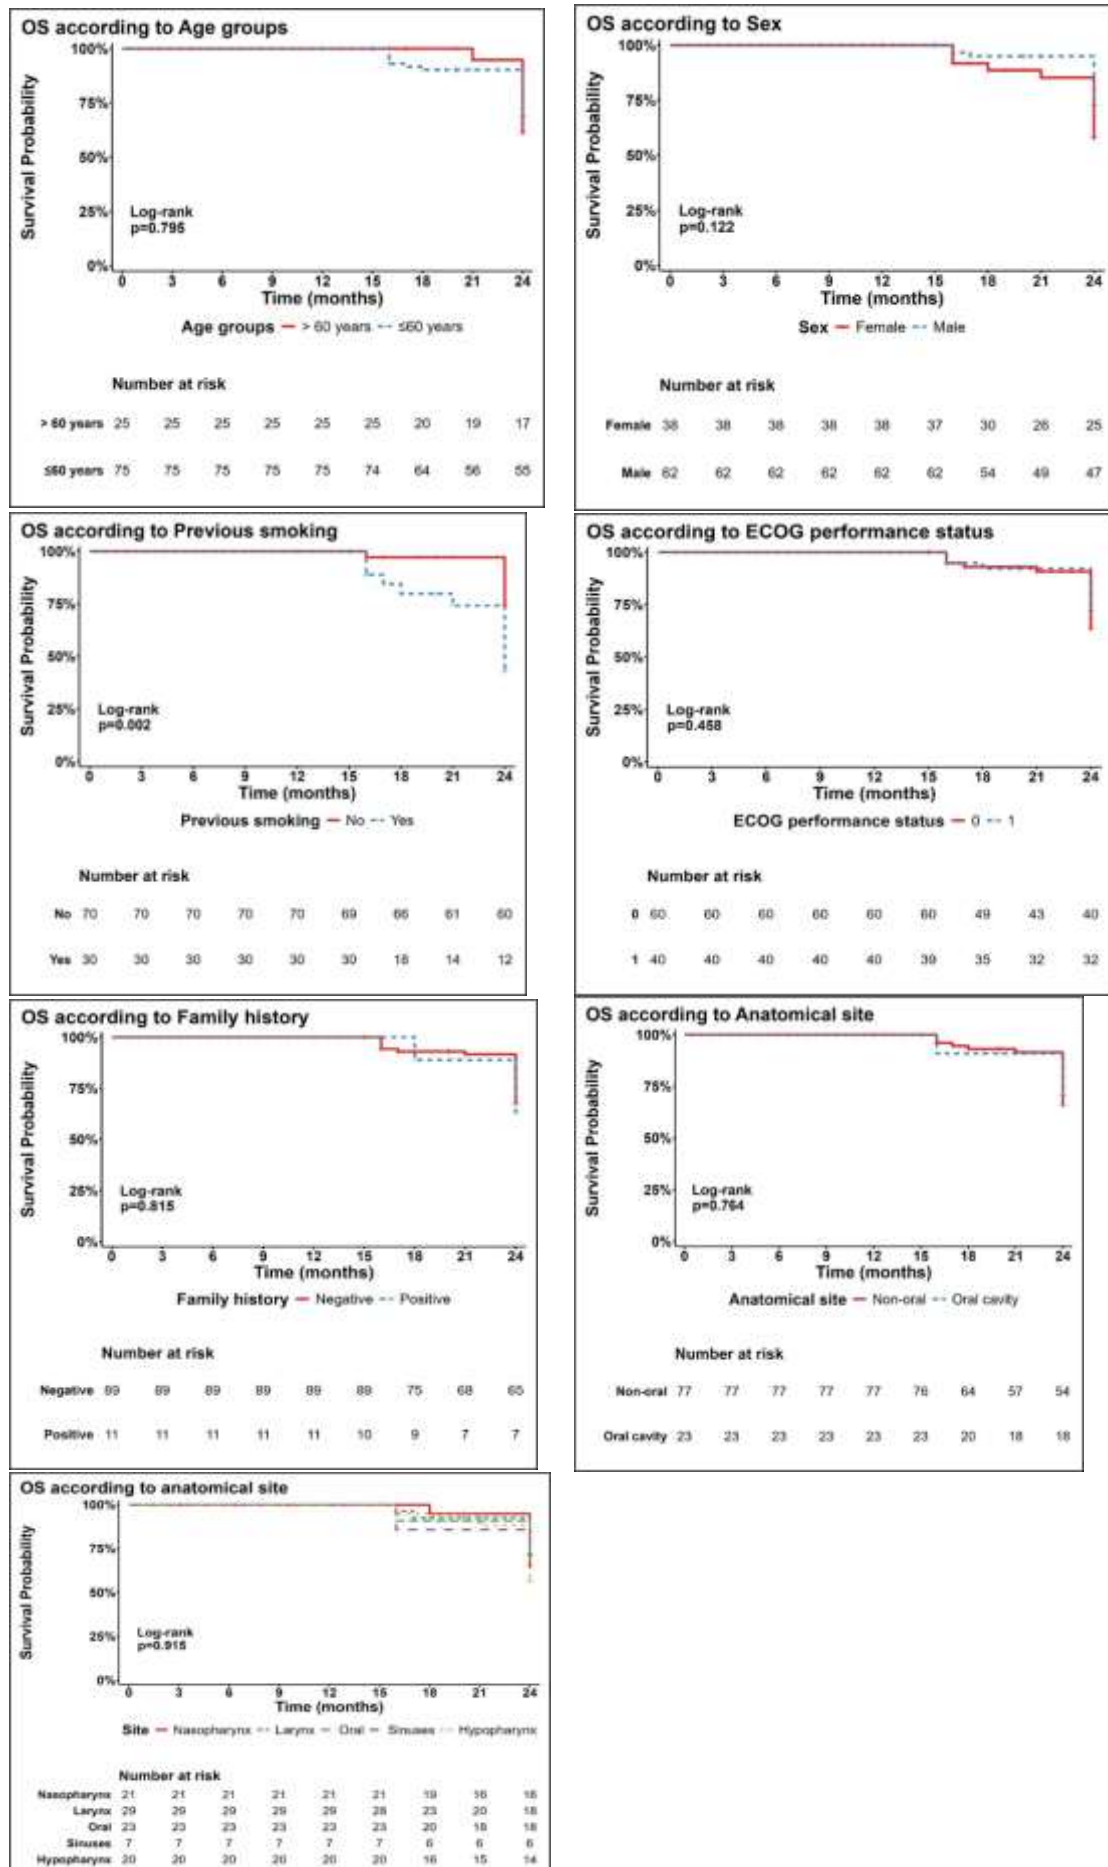 OS according to Age groups
100%
75%
50%
25%
0%
Survival Probability
Log-rank
p=0.795
0 3 6 9 12 15 18 21 24
Time (months)
Age groups > 60 years ≤60 years
Number at risk
> 60 years 25 25 25 25 25 25 20 19 17
≤60 years 75 75 75 75 75 74 64 56 55
OS according to Sex
100%
75%
50%
25%
0%
Survival Probability
Log-rank
p=0.122
0 3 6 9 12 15 18 21 24
Time (months)
Sex Female Male
Number at risk
Female 38 38 38 38 38 37 30 26 25
Male 62 62 62 62 62 62 54 49 47
OS according to Previous smoking
100%
75%
50%
25%
0%
Survival Probability
Log-rank
p=0.002
0 3 6 9 12 15 18 21 24
Time (months)
Previous smoking No Yes
Number at risk
No 70 70 70 70 70 69 66 61 60
Yes 30 30 30 30 30 30 18 14 12
OS according to ECOG performance status
100%
75%
50%
25%
0%
Survival Probability
Log-rank
p=0.458
0 3 6 9 12 15 18 21 24
Time (months)
ECOG performance status 0 1
Number at risk
0 60 60 60 60 60 60 49 43 40
1 40 40 40 40 40 39 35 32 32
OS according to Family history
100%
75%
50%
25%
0%
Survival Probability
Log-rank
p=0.815
0 3 6 9 12 15 18 21 24
Time (months)
Family history Negative Positive
Number at risk
Negative 89 89 89 89 89 88 75 68 65
Positive 11 11 11 11 11 10 9 7 7
OS according to Anatomical site
100%
75%
50%
25%
0%
Survival Probability
Log-rank
p=0.764
0 3 6 9 12 15 18 21 24
Time (months)
Anatomical site Non-oral Oral cavity
Number at risk
Non-oral 77 77 77 77 77 76 64 57 54
Oral cavity 23 23 23 23 23 23 20 18 18
OS according to anatomical site
100%
75%
50%
25%
0%
Survival Probability
Log-rank
p=0.915
0 3 6 9 12 15 18 21 24
Time (months)
Site Nasopharynx Larynx Oral Sinuses Hypopharynx
Number at risk
Nasopharynx 21 21 21 21 21 21 19 16 16
Larynx 29 29 29 29 29 28 23 20 18
Oral 23 23 23 23 23 23 20 18 18
Sinuses 7 7 7 7 7 7 6 6 6
Hypopharynx 20 20 20 20 20 20 16 15 14